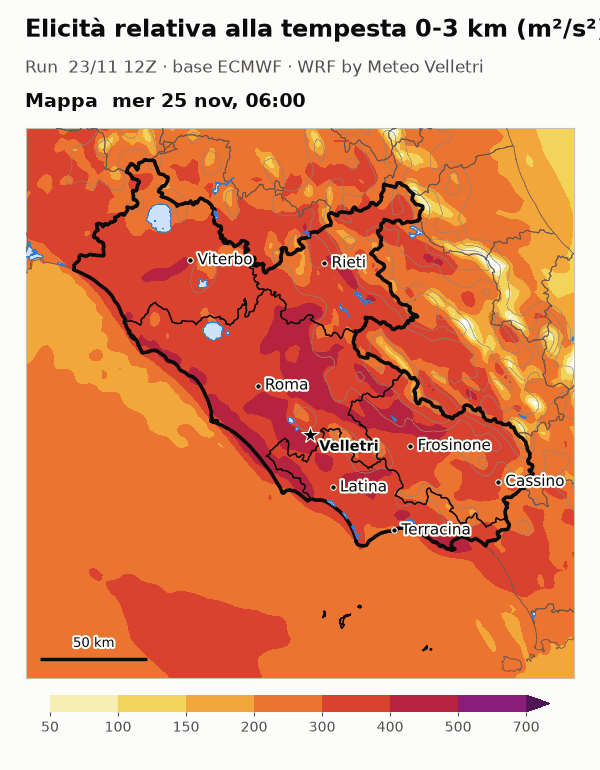 Elicità relativa alla tempesta 0-3 km (m²/s²)
Run  23/11 12Z · base ECMWF · WRF by Meteo Velletri
Mappa  mer 25 nov, 06:00
Viterbo
Rieti
Roma
Velletri
Frosinone
Latina
Cassino
Terracina
50 km
50 100 150 200 300 400 500 700